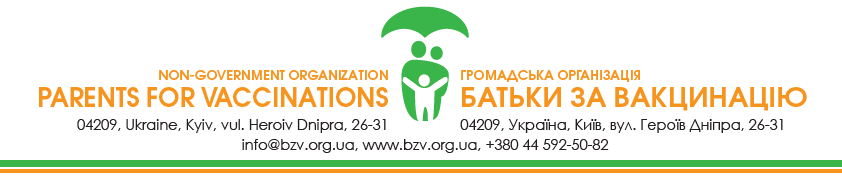 NON-GOVERNMENT ORGANIZATION
PARENTS FOR VACCINATIONS
04209, Ukraine, Kyiv, vul. Heroiv Dnipra, 26-31
ГРОМАДСЬКА ОРГАНІЗАЦІЯ
БАТЬКИ ЗА ВАКЦИНАЦІЮ
04209, Україна, Київ, вул. Героїв Дніпра, 26-31
info@bzv.org.ua, www.bzv.org.ua, +380 44 592-50-82